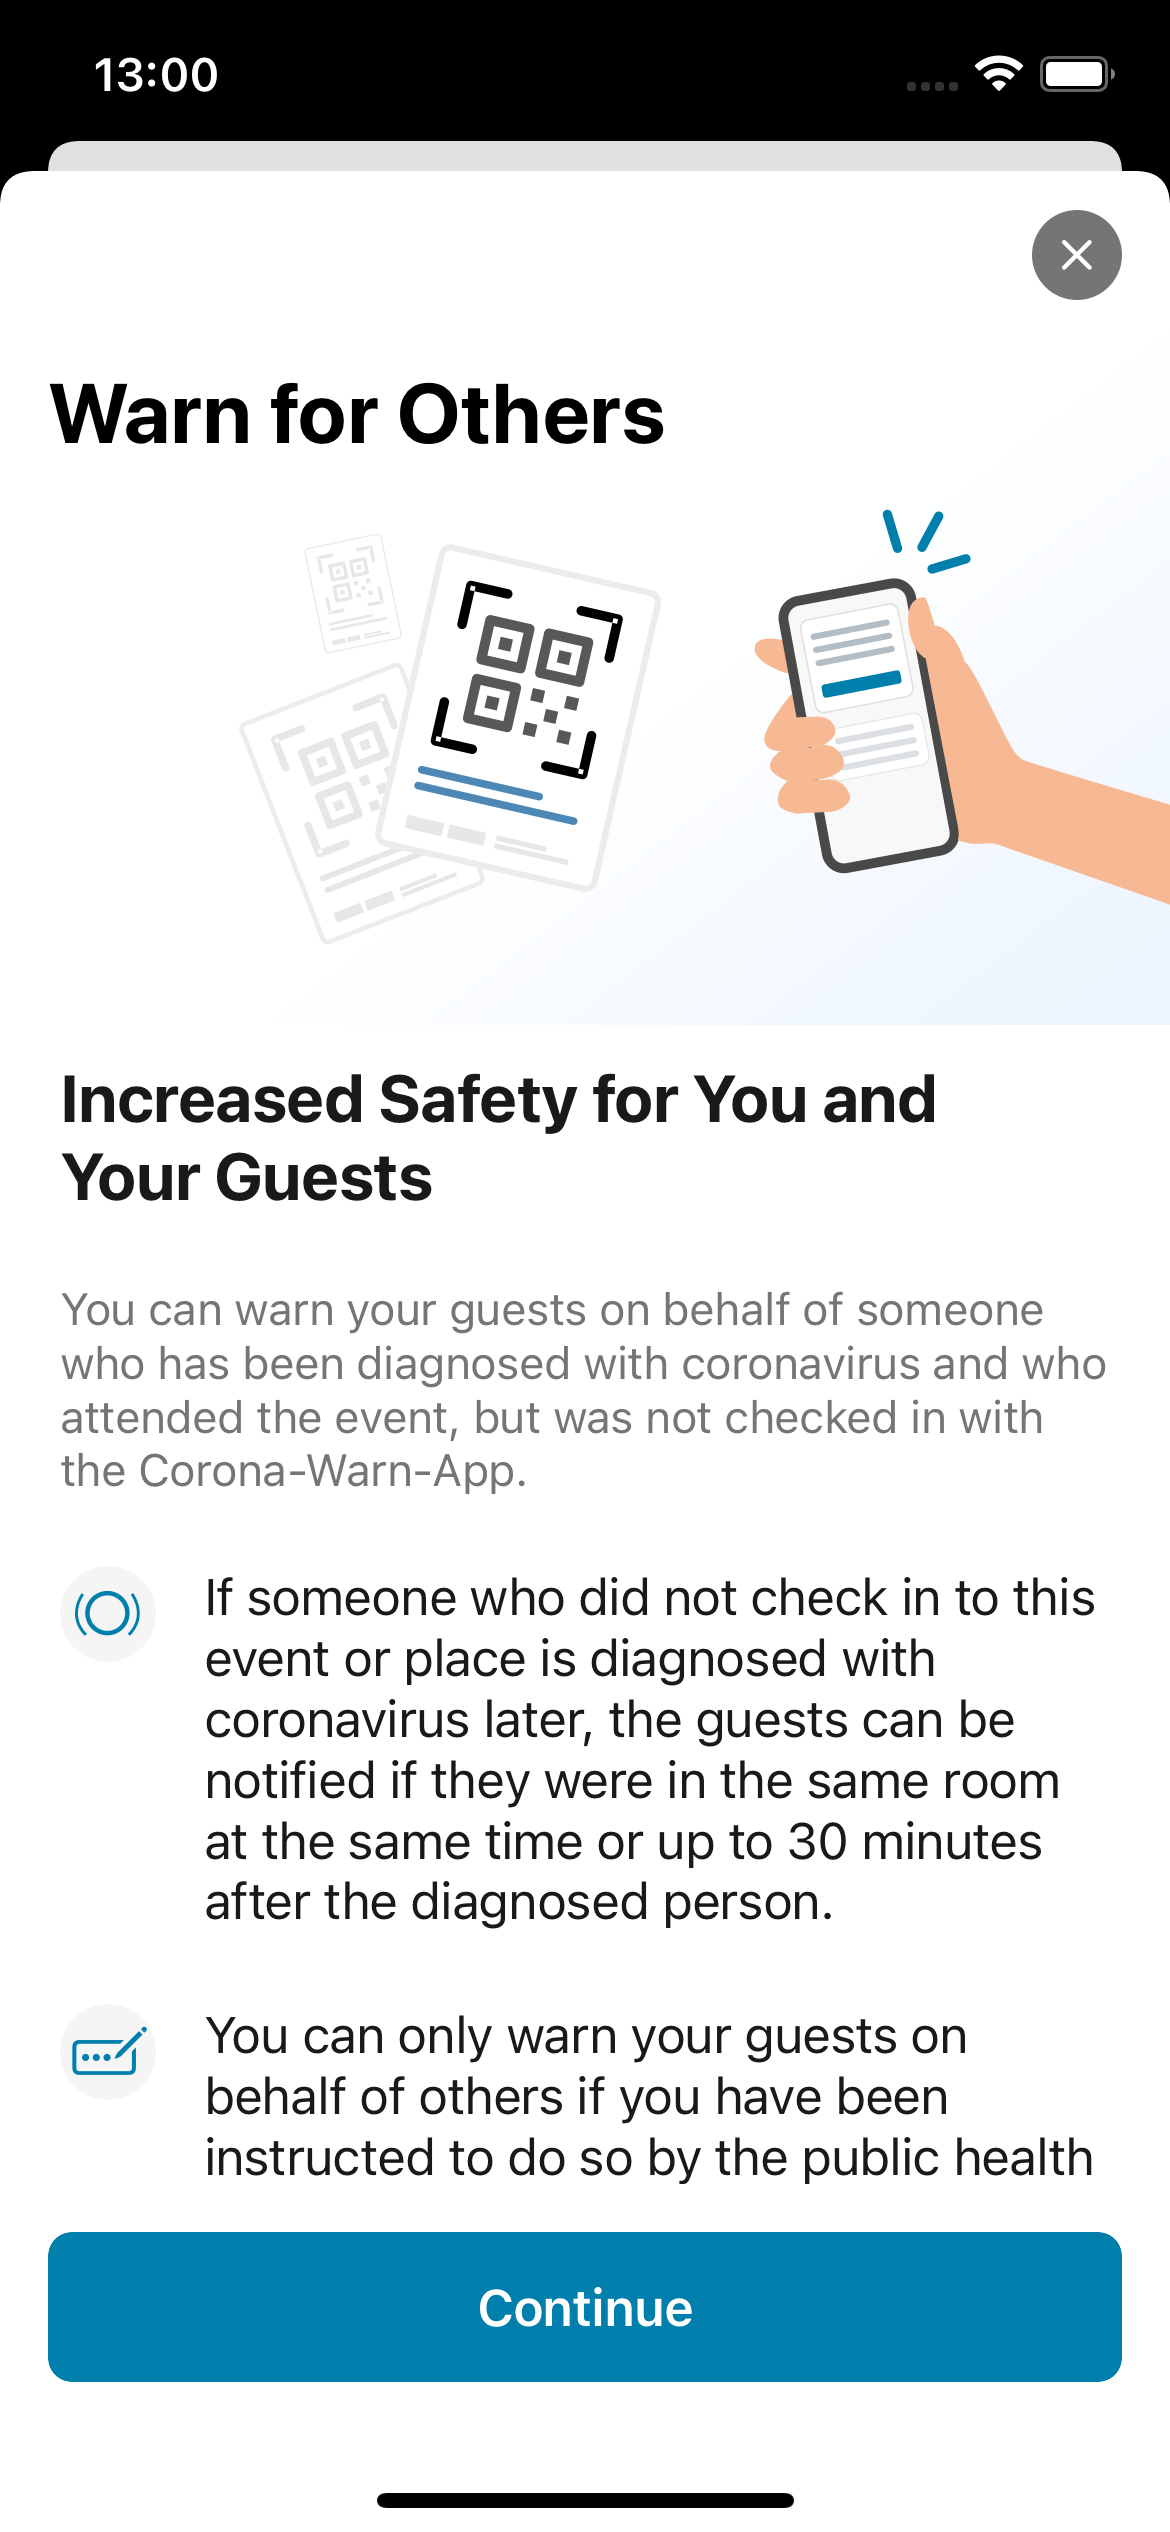 13:00
Warn for Others
Increased Safety for You and
Your Guests
You can warn your guests on behalf of someone
who has been diagnosed with coronavirus and who
attended the event, but was not checked in with
the Corona-Warn-App.
If someone who did not check in to this
event or place is diagnosed with
coronavirus later, the guests can be
notified if they were in the same room
at the same time or up to 30 minutes
after the diagnosed person.
You can only warn your guests on
behalf of others if you have been
instructed to do so by the public health
Continue